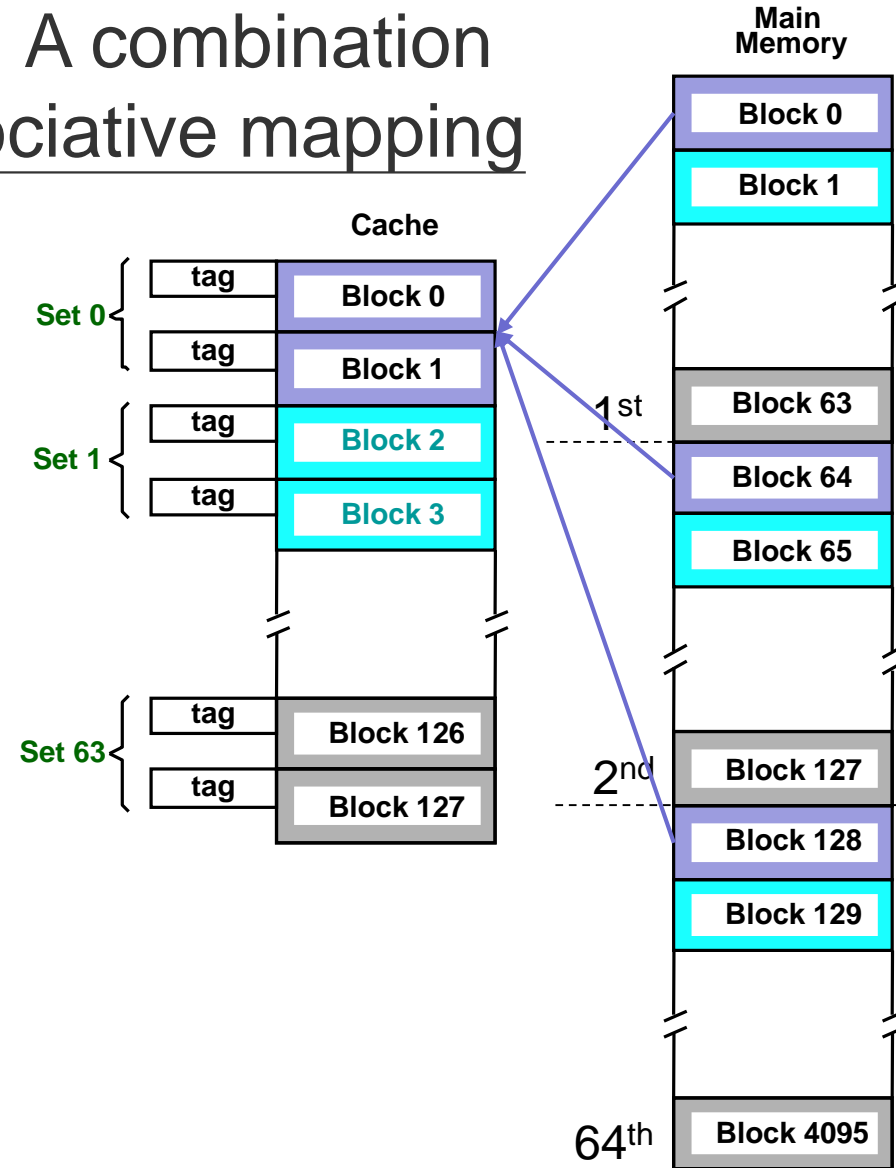 A combination
ociative mapping
Cache
Set 0
tag
Block 0
tag
Block 1
Set 1
tag
Block 2
tag
Block 3
Set 63
tag
Block 126
tag
Block 127
Main
Memory
Block 0
Block 1
Block 63
1st
Block 64
Block 65
Block 127
2nd
Block 128
Block 129
64th
Block 4095